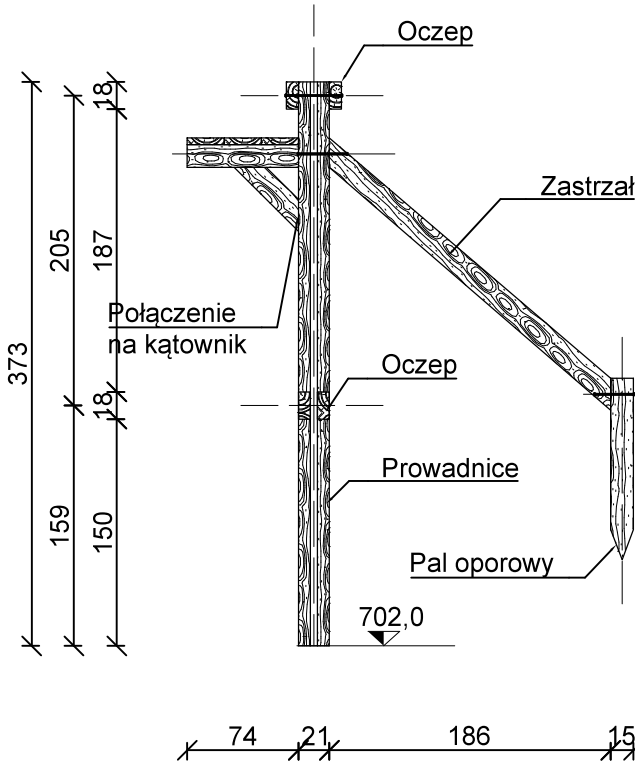 Oczep
18
Zastrzał
205
187
Połączenie
na kątownik
373
Oczep
18
Prowadnice
159
150
Pal oporowy
702,0
74
21
186
15